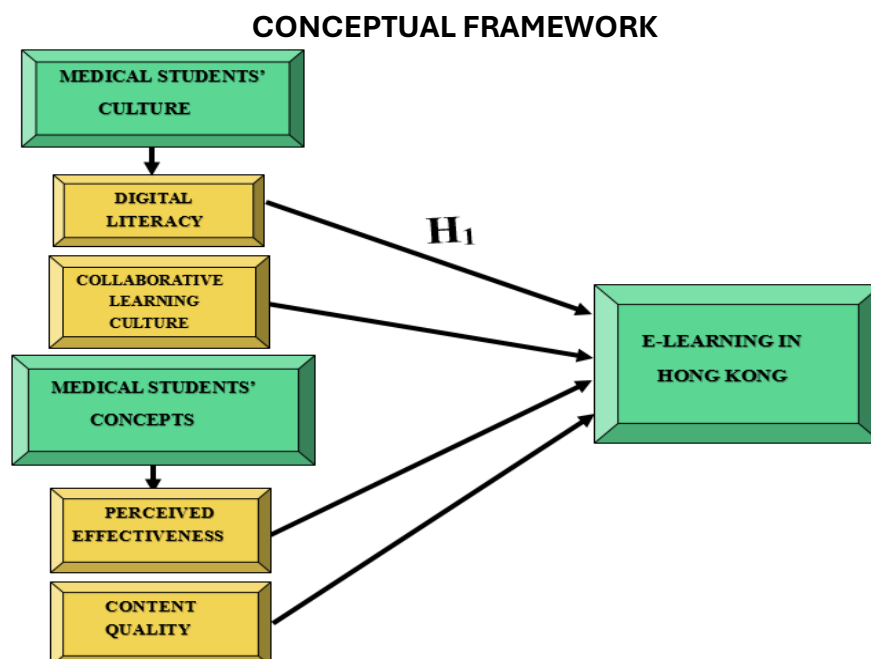 CONCEPTUAL FRAMEWORK
MEDICAL STUDENTS’
CULTURE
DIGITAL
LITERACY
H₁
COLLABORATIVE
LEARNING
CULTURE
E-LEARNING IN
HONG KONG
MEDICAL STUDENTS’
CONCEPTS
PERCEIVED
EFFECTIVENESS
CONTENT
QUALITY